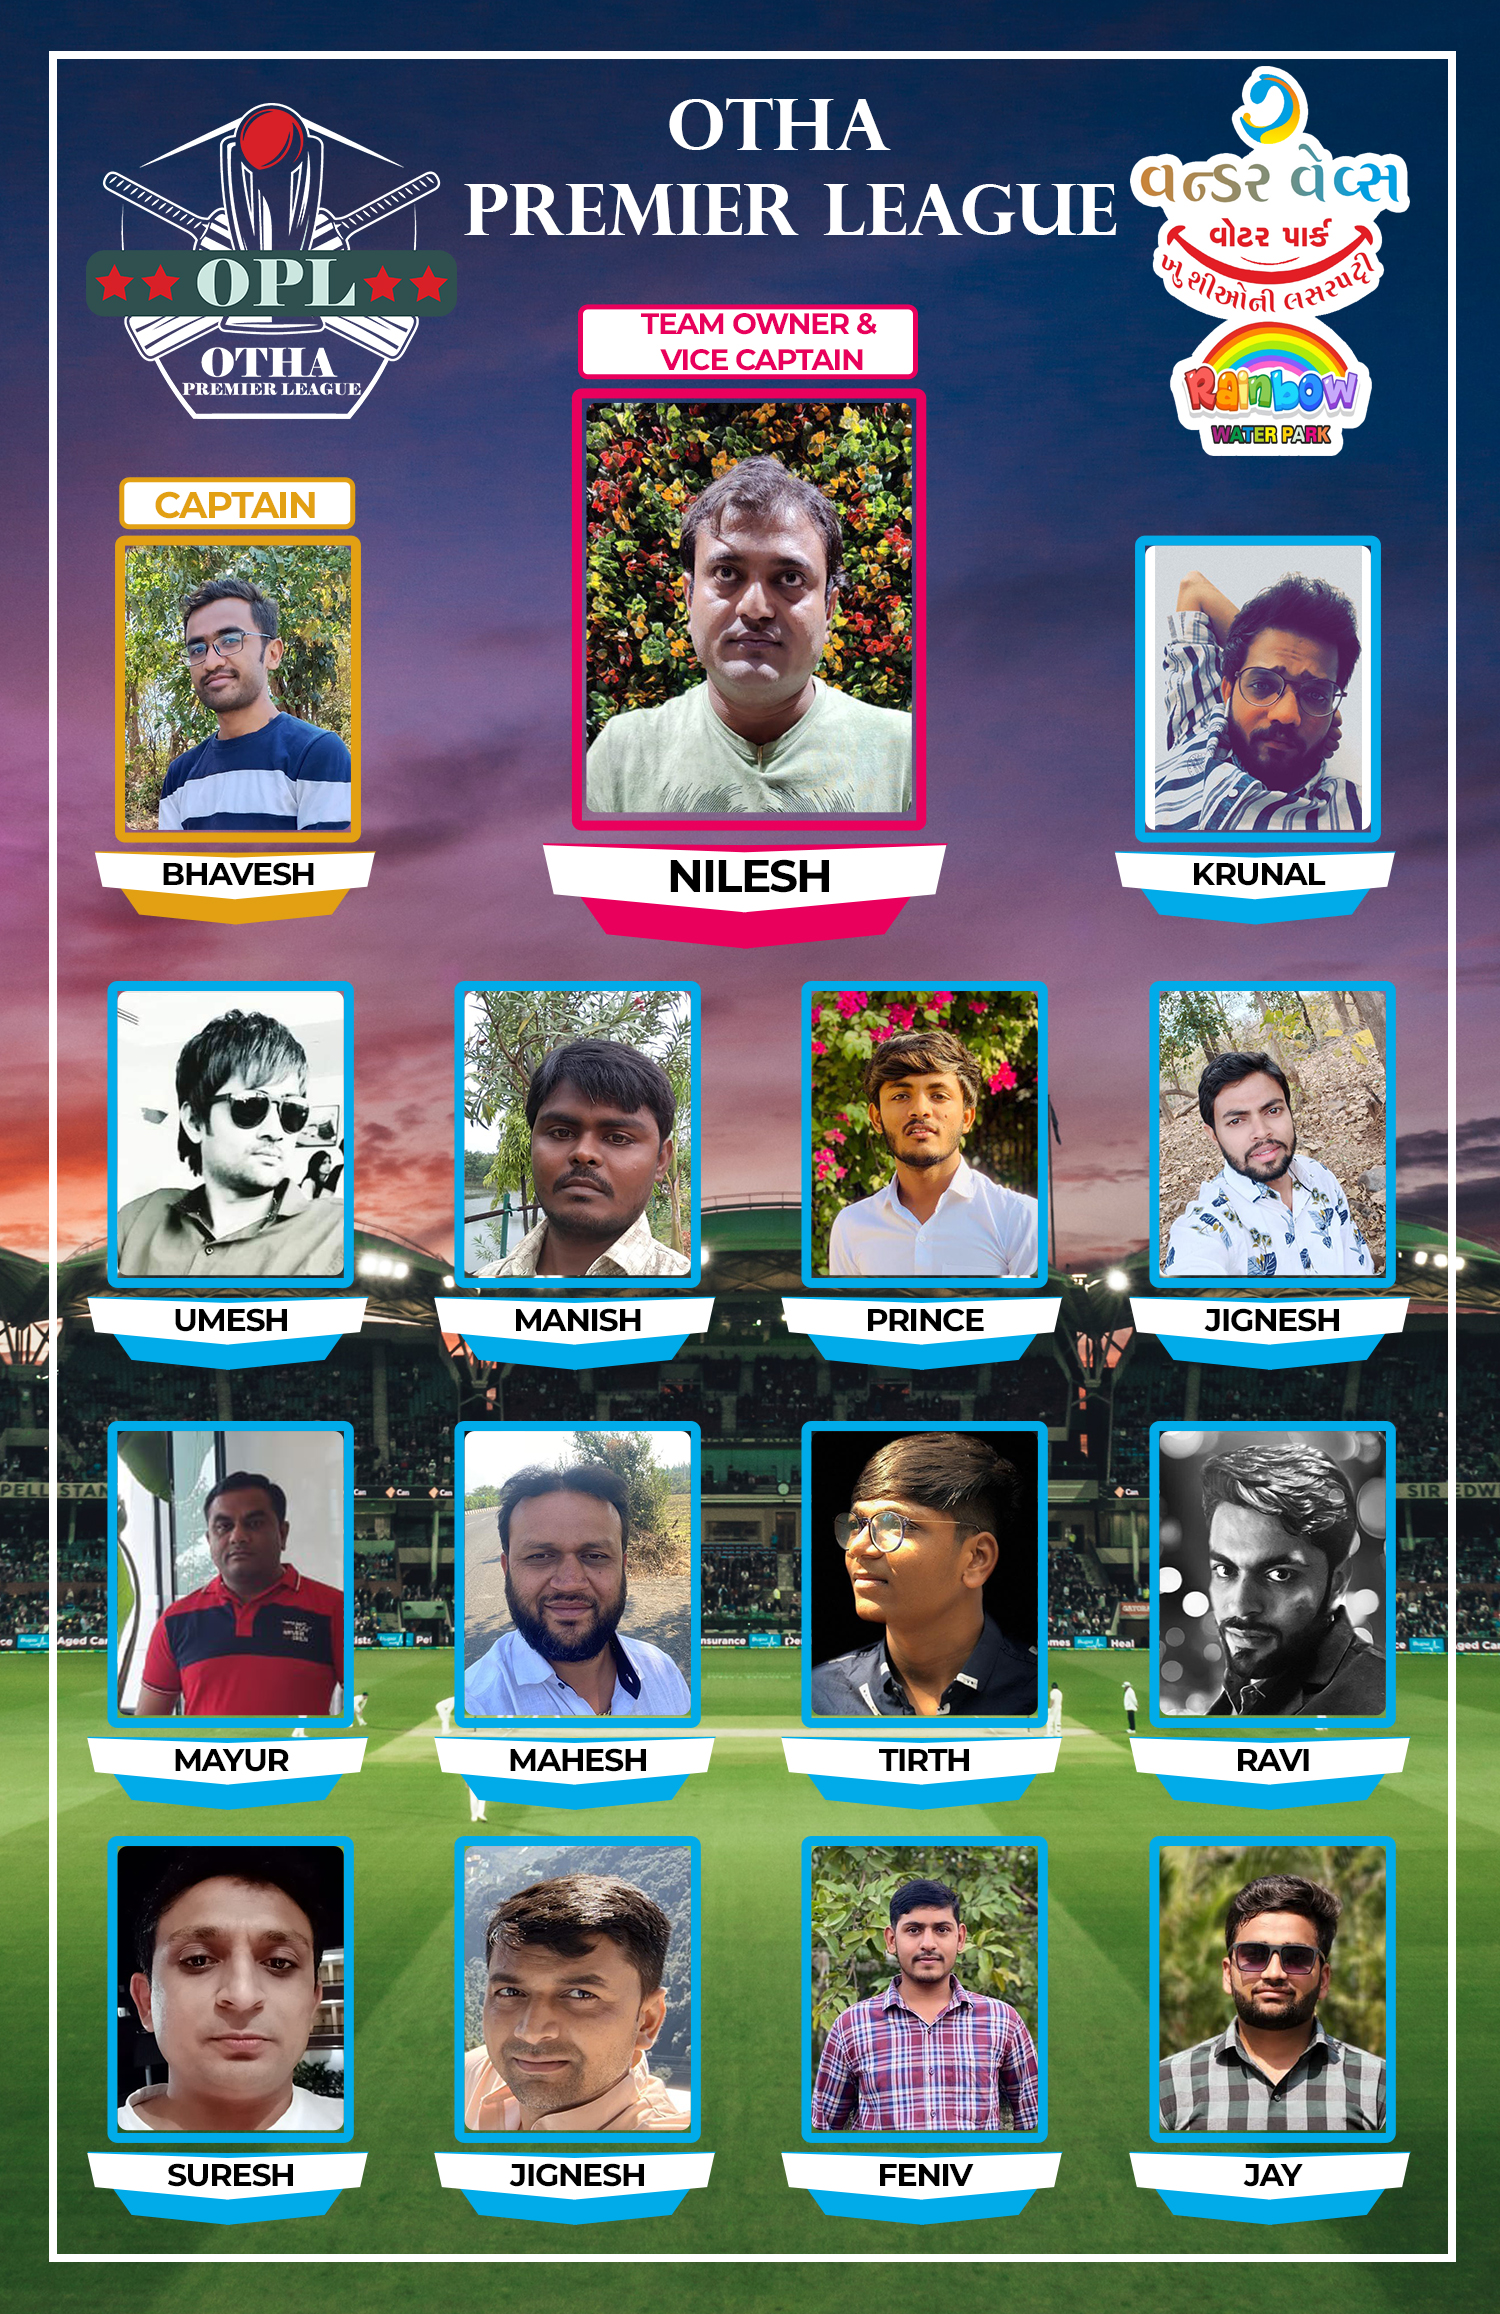 OTHA
PREMIER LEAGUE
★★ OPL ★★
OTHA
PREMIER LEAGUE
વન્ડર વેવ્સ
વોટર પાર્ક
ખુશીઓની લસરપટ્ટી
Rainbow
WATER PARK
TEAM OWNER &
VICE CAPTAIN
CAPTAIN
BHAVESH
NILESH
KRUNAL
UMESH
MANISH
PRINCE
JIGNESH
MAYUR
MAHESH
TIRTH
RAVI
SURESH
JIGNESH
FENIV
JAY